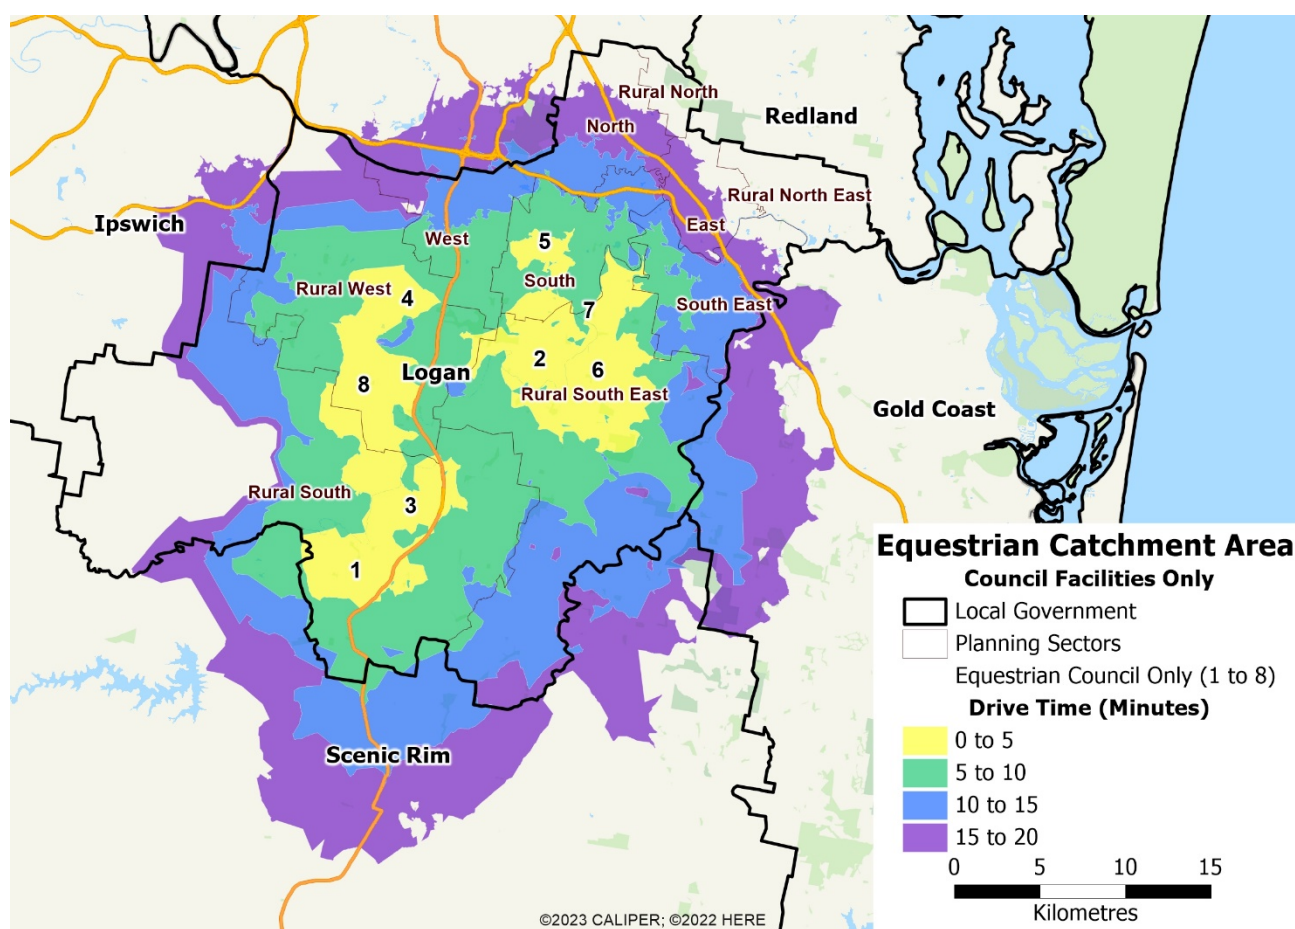 Rural North
Redland
North
Rural North East
Ipswich
East
West
5
South
Rural West
4
South East
7
2
Logan
6
8
Rural South East
Gold Coast
Rural South
3
1
Scenic Rim
Equestrian Catchment Area
Council Facilities Only
Local Government
Planning Sectors
Equestrian Council Only (1 to 8)
Drive Time (Minutes)
0 to 5
5 to 10
10 to 15
15 to 20
0 5 10 15
Kilometres
©2023 CALIPER; ©2022 HERE